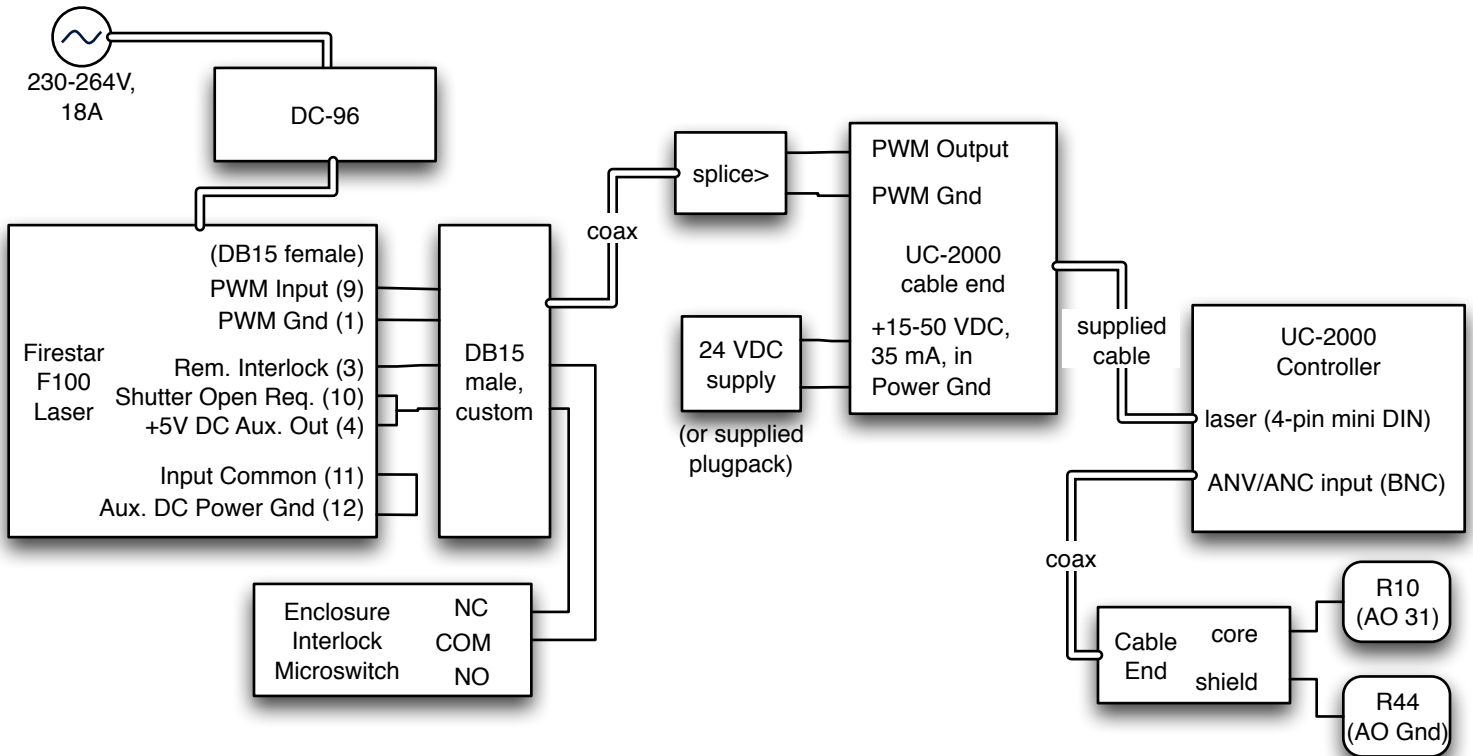 230-264V,
18A
DC-96
(DB15 female)
PWM Input (9)
PWM Gnd (1)
Firestar
F100
Laser
Rem. Interlock (3)
Shutter Open Req. (10)
+5V DC Aux. Out (4)
Input Common (11)
Aux. DC Power Gnd (12)
DB15
male,
custom
Enclosure
Interlock
Microswitch
NC
COM
NO
coax
splice>
PWM Output
PWM Gnd
UC-2000
cable end
+15-50 VDC,
35 mA, in
Power Gnd
24 VDC
supply
(or supplied
plugpack)
supplied
cable
UC-2000
Controller
laser (4-pin mini DIN)
ANV/ANC input (BNC)
coax
Cable
End
core
shield
R10
(AO 31)
R44
(AO Gnd)